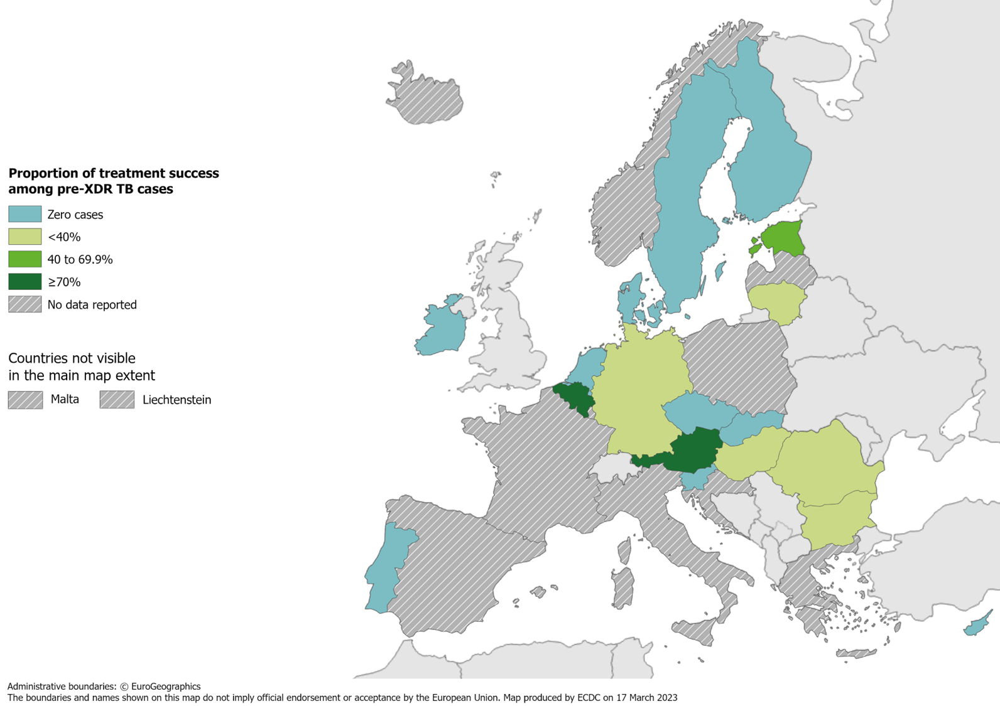 Proportion of treatment success
among pre-XDR TB cases
Zero cases
<40%
40 to 69.9%
≥70%
No data reported
Countries not visible
in the main map extent
Malta
Liechtenstein
Administrative boundaries: © EuroGeographics
The boundaries and names shown on this map do not imply official endorsement or acceptance by the European Union. Map produced by ECDC on 17 March 2023